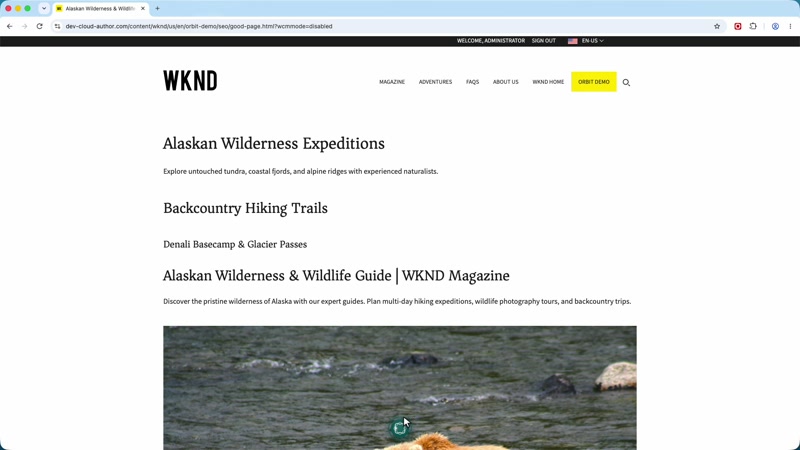 Alaskan Wilderness & Wildlife
dev-cloud-author.com/content/wknd/us/en/orbit-demo/seo/good-page.html?wcmmode=disabled
WELCOME, ADMINISTRATOR SIGN OUT EN-US
WKND
MAGAZINE ADVENTURES FAQS ABOUT US WKND HOME ORBIT DEMO
Alaskan Wilderness Expeditions
Explore untouched tundra, coastal fjords, and alpine ridges with experienced naturalists.
Backcountry Hiking Trails
Denali Basecamp & Glacier Passes
Alaskan Wilderness & Wildlife Guide | WKND Magazine
Discover the pristine wilderness of Alaska with our expert guides. Plan multi-day hiking expeditions, wildlife photography tours, and backcountry trips.